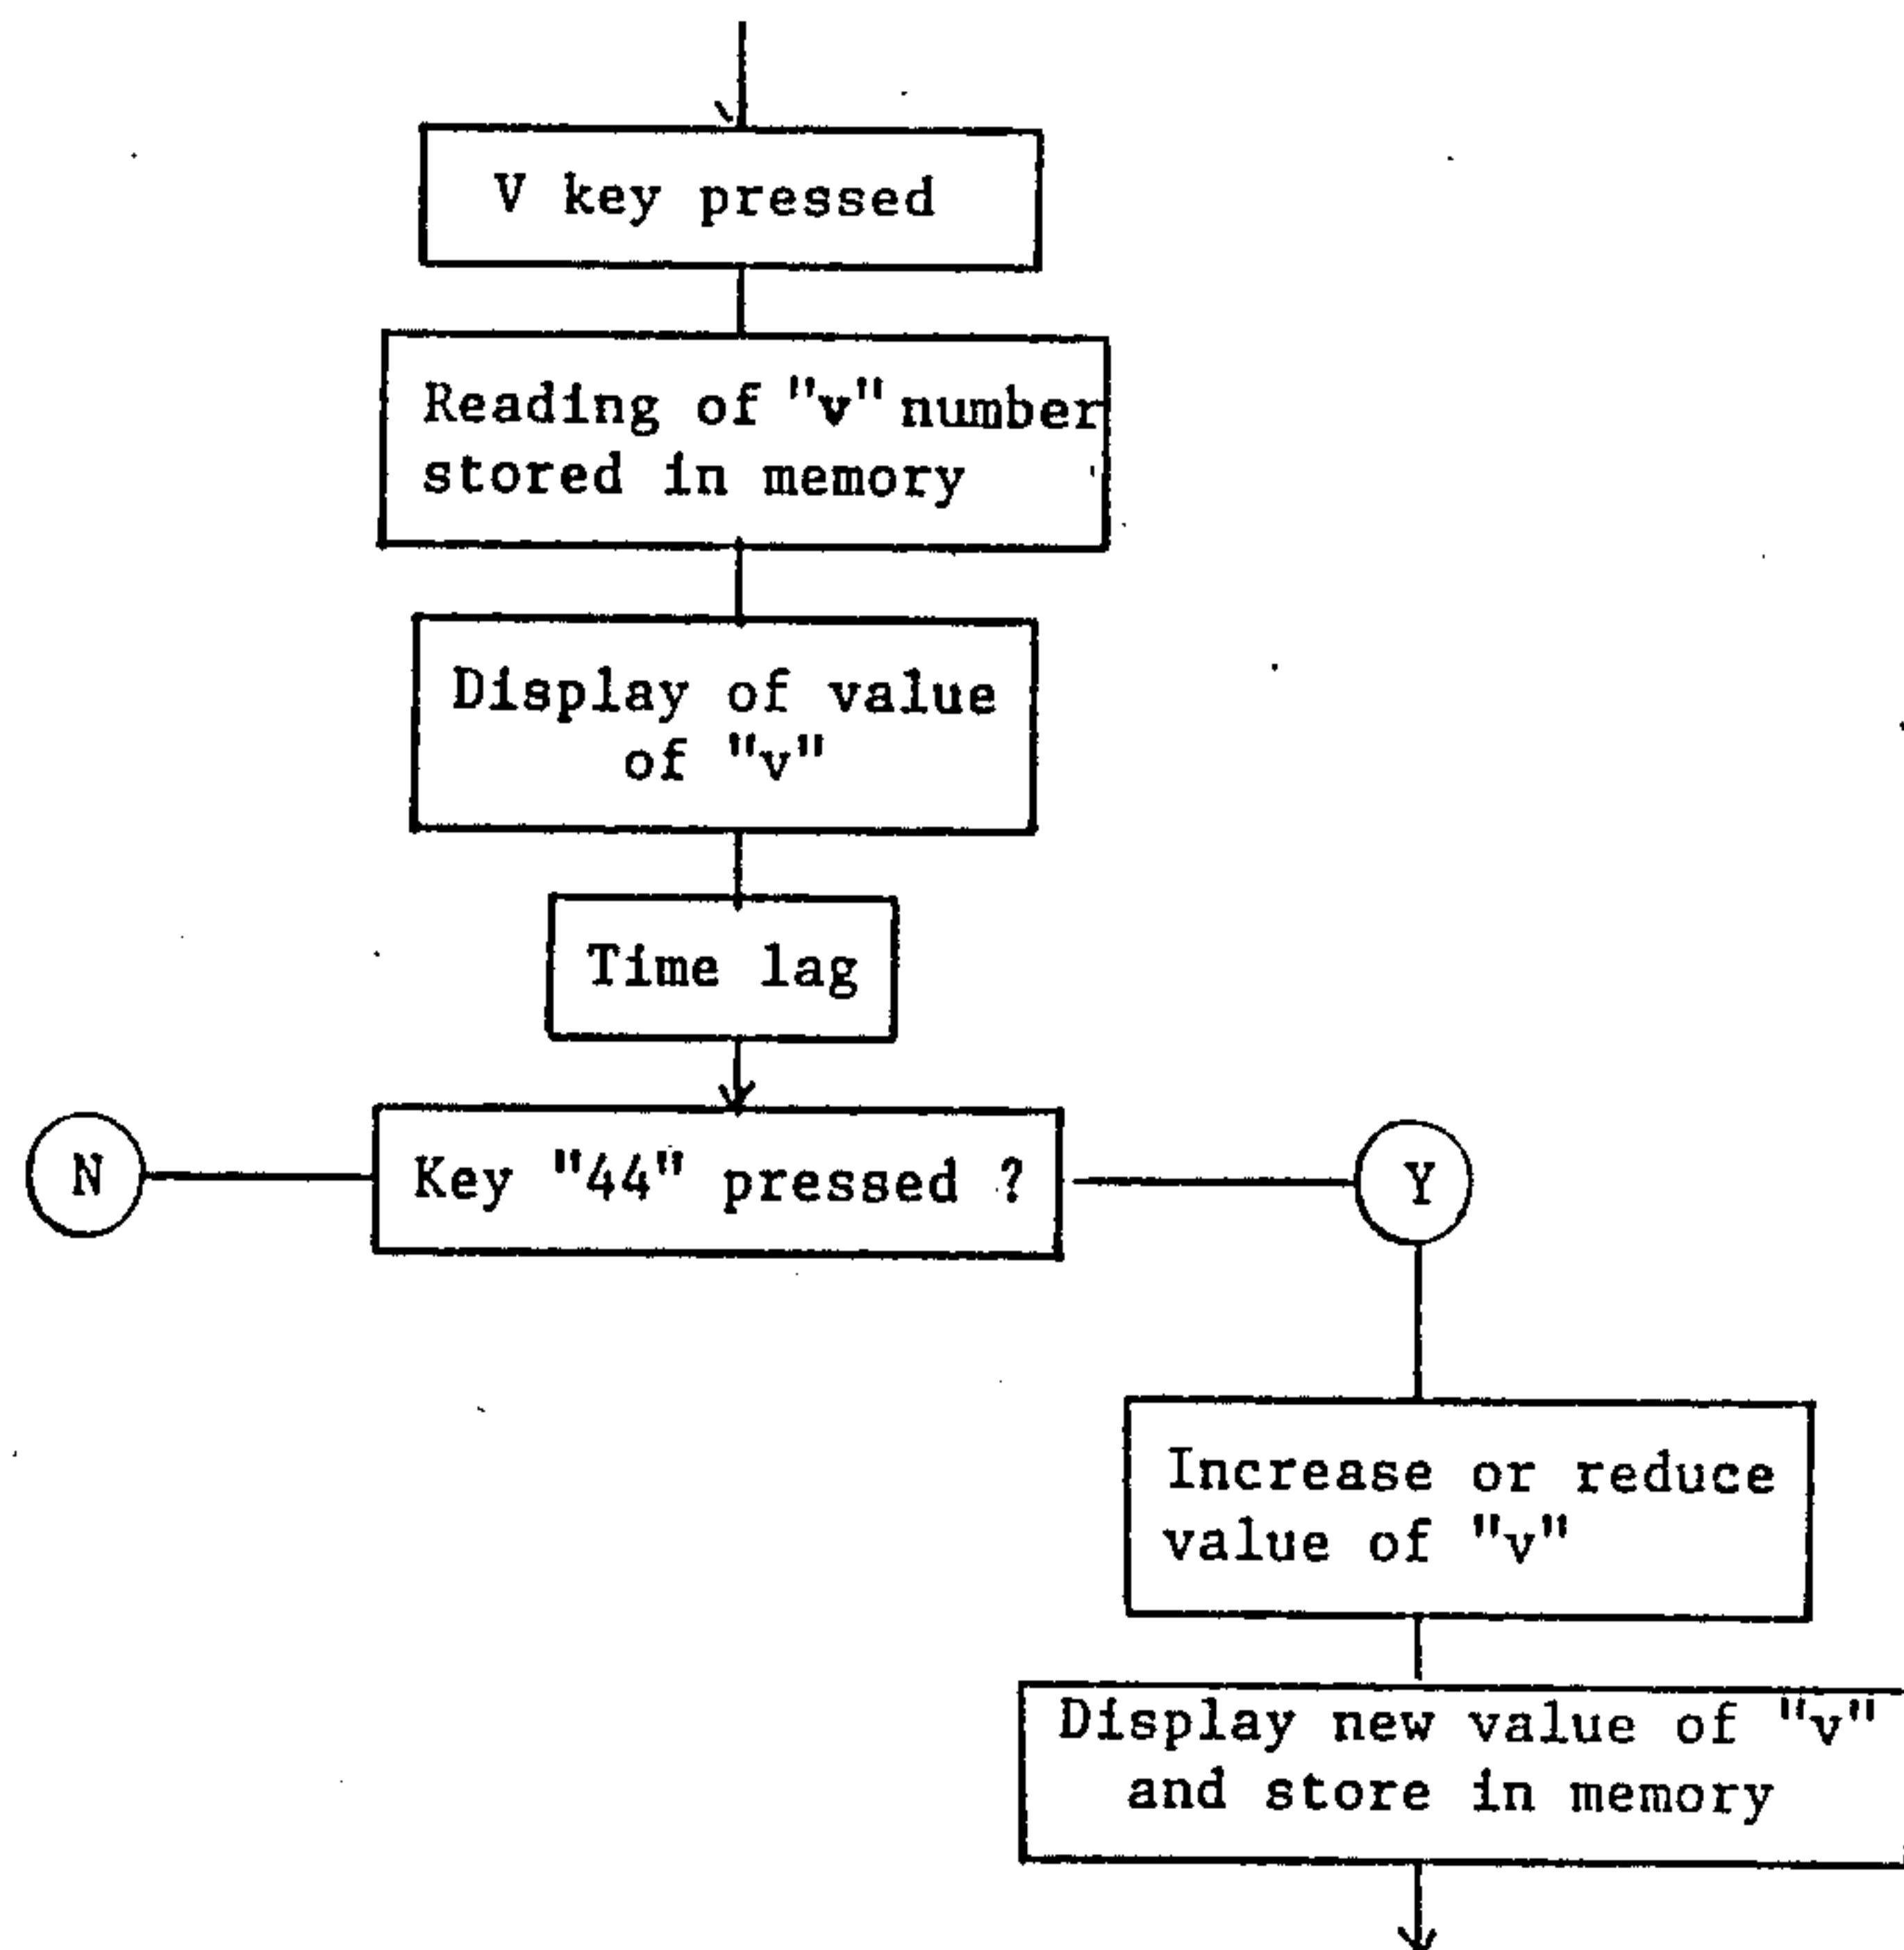 V key pressed
Reading of "v" number
stored in memory
Display of value
of "v"
Time lag
N
Key "44" pressed ?
Y
Increase or reduce
value of "v"
Display new value of "v"
and store in memory